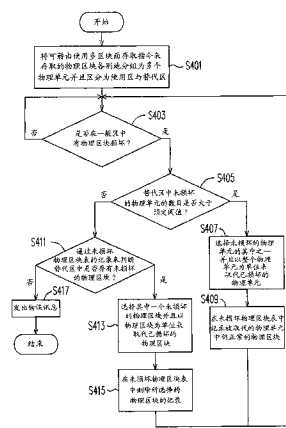 开始
将可藉由使用多区块面存取指令来
存取的物理区块各别地分组为多个
物理单元并且区分为使用区与替代区
S401
S403
是否在一般区中
有物理区块损坏?
否
是
S405
替代区中未损坏
的物理单元的数目是否大于
预定阈值?
否
是
S407
选择未损坏的物理
单元的其中之一
并且以整个物理
单元为单位来
取代已损坏的
物理单元
S411
通过未损坏
物理区块表的记录来判断
替代区中是否存有未损坏
的物理区块?
否
是
S417
发出错误讯息
结束
S413
选择其中一个未损坏
的物理区块并且以
物理区块为单位来
取代已损坏的
物理区块
S409
在未损坏物理区块表中
记录被取代的物理单元
中仍正常的物理区块
S415
在未损坏物理区块表
中删除所选择的
物理区块的记录